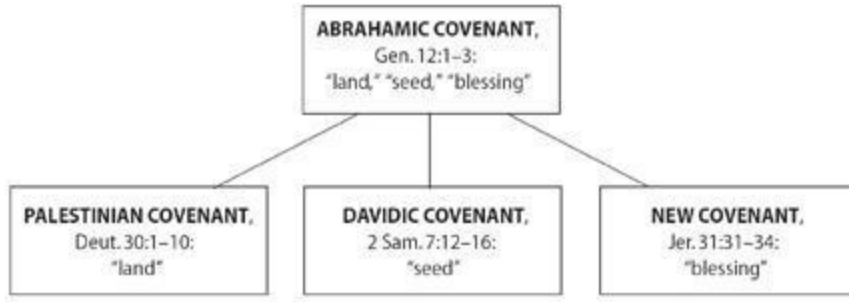 ABRAHAMIC COVENANT,
Gen. 12:1–3:
“land,” “seed,” “blessing”
PALESTINIAN COVENANT,
Deut. 30:1–10:
“land”
DAVIDIC COVENANT,
2 Sam. 7:12–16:
“seed”
NEW COVENANT,
Jer. 31:31–34:
“blessing”